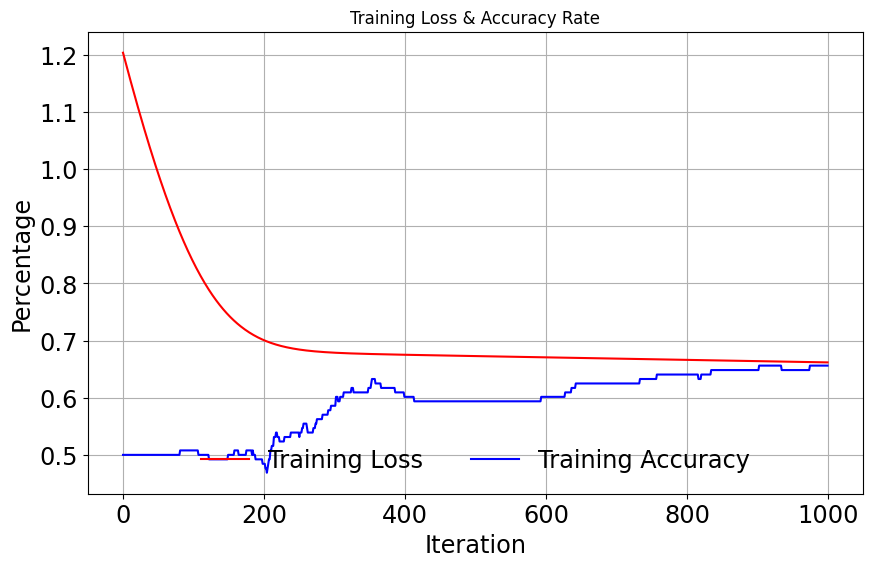 Training Loss & Accuracy Rate
Percentage
1.2
1.1
1.0
0.9
0.8
0.7
0.6
0.5
Training Loss
Training Accuracy
0 200 400 600 800 1000
Iteration